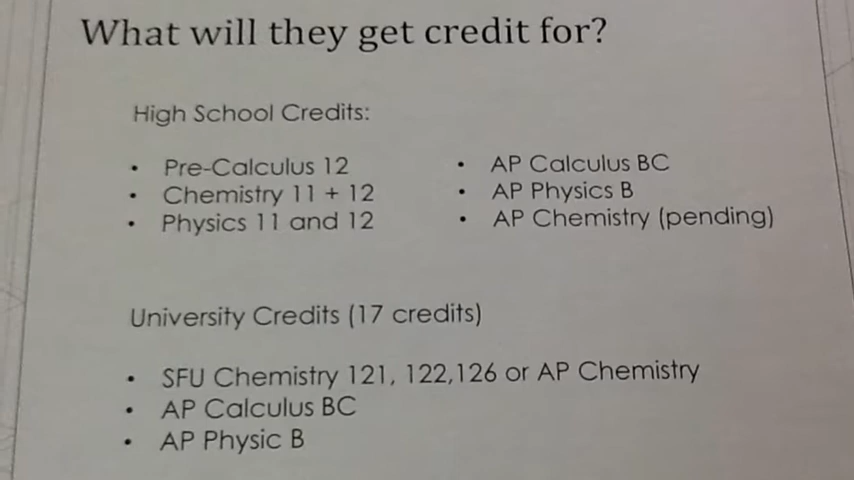 What will they get credit for?
High School Credits:
• Pre-Calculus 12
• Chemistry 11 + 12
• Physics 11 and 12
• AP Calculus BC
• AP Physics B
• AP Chemistry (pending)
University Credits (17 credits)
• SFU Chemistry 121, 122,126 or AP Chemistry
• AP Calculus BC
• AP Physic B